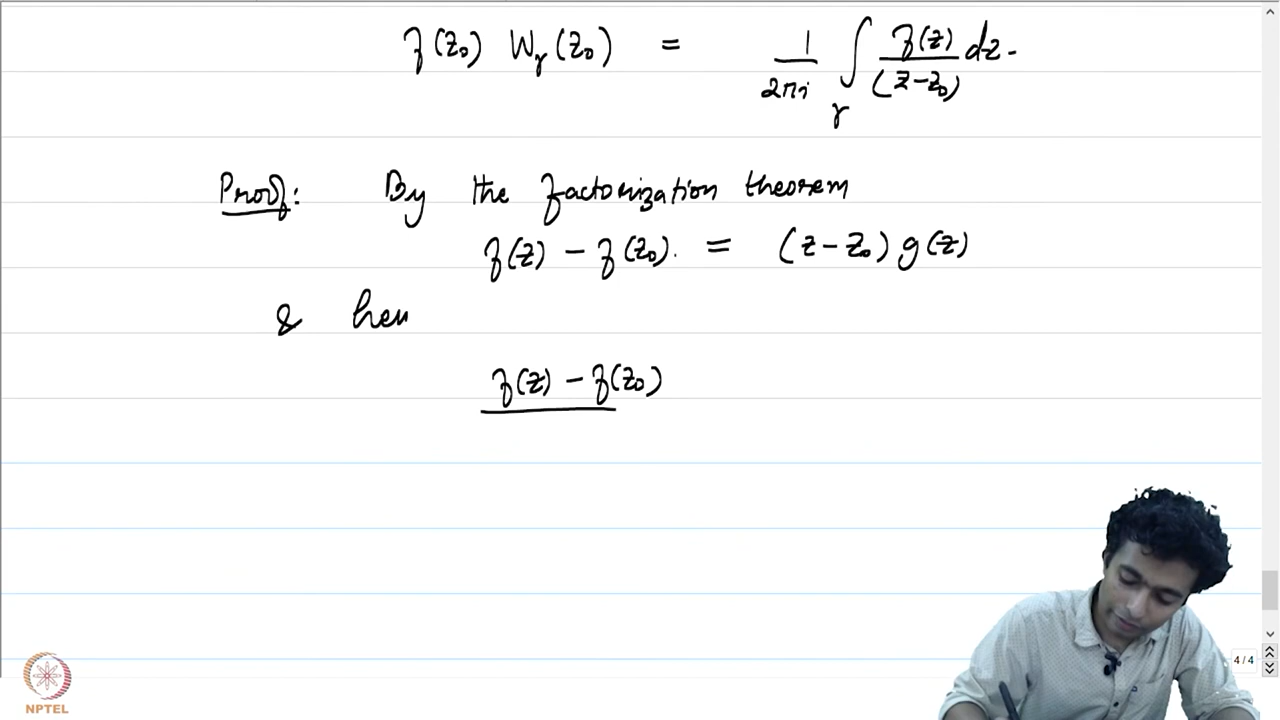 f(z₀) W_γ(z₀) = 1/2πi ∫_γ f(z)/(z-z₀) dz.
Proof: By the factorization theorem
f(z) - f(z₀). = (z-z₀) g(z)
& hen
f(z) - f(z₀)
4 / 4
NPTEL